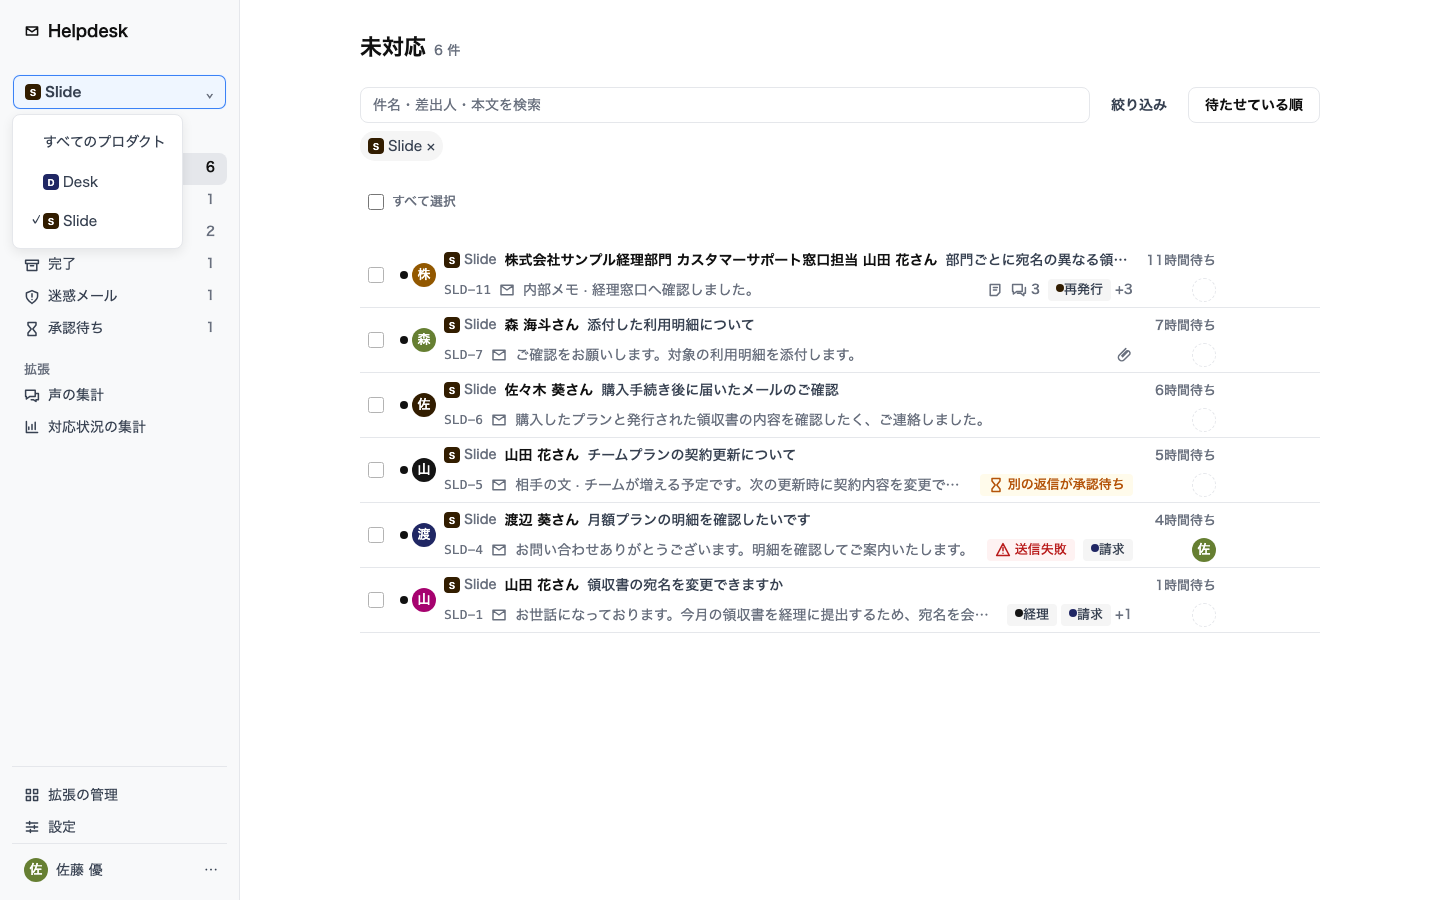 Helpdesk
S Slide
すべてのプロダクト
D Desk
✓ S Slide
6
1
2
完了 1
迷惑メール 1
承認待ち 1
拡張
声の集計
対応状況の集計
拡張の管理
設定
佐 佐藤 優 …
未対応 6 件
件名・差出人・本文を検索
絞り込み
待たせている順
S Slide ×
すべて選択
株 S Slide 株式会社サンプル経理部門 カスタマーサポート窓口担当 山田 花さん 部門ごとに宛名の異なる領… 11時間待ち
SLD-11 内部メモ · 経理窓口へ確認しました。 3 再発行 +3
森 S Slide 森 海斗さん 添付した利用明細について 7時間待ち
SLD-7 ご確認をお願いします。対象の利用明細を添付します。
佐 S Slide 佐々木 葵さん 購入手続き後に届いたメールのご確認 6時間待ち
SLD-6 購入したプランと発行された領収書の内容を確認したく、ご連絡しました。
山 S Slide 山田 花さん チームプランの契約更新について 5時間待ち
SLD-5 相手の文 · チームが増える予定です。次の更新時に契約内容を変更で… 別の返信が承認待ち
渡 S Slide 渡辺 葵さん 月額プランの明細を確認したいです 4時間待ち
SLD-4 お問い合わせありがとうございます。明細を確認してご案内いたします。 送信失敗 請求 佐
山 S Slide 山田 花さん 領収書の宛名を変更できますか 1時間待ち
SLD-1 お世話になっております。今月の領収書を経理に提出するため、宛名を会… 経理 請求 +1